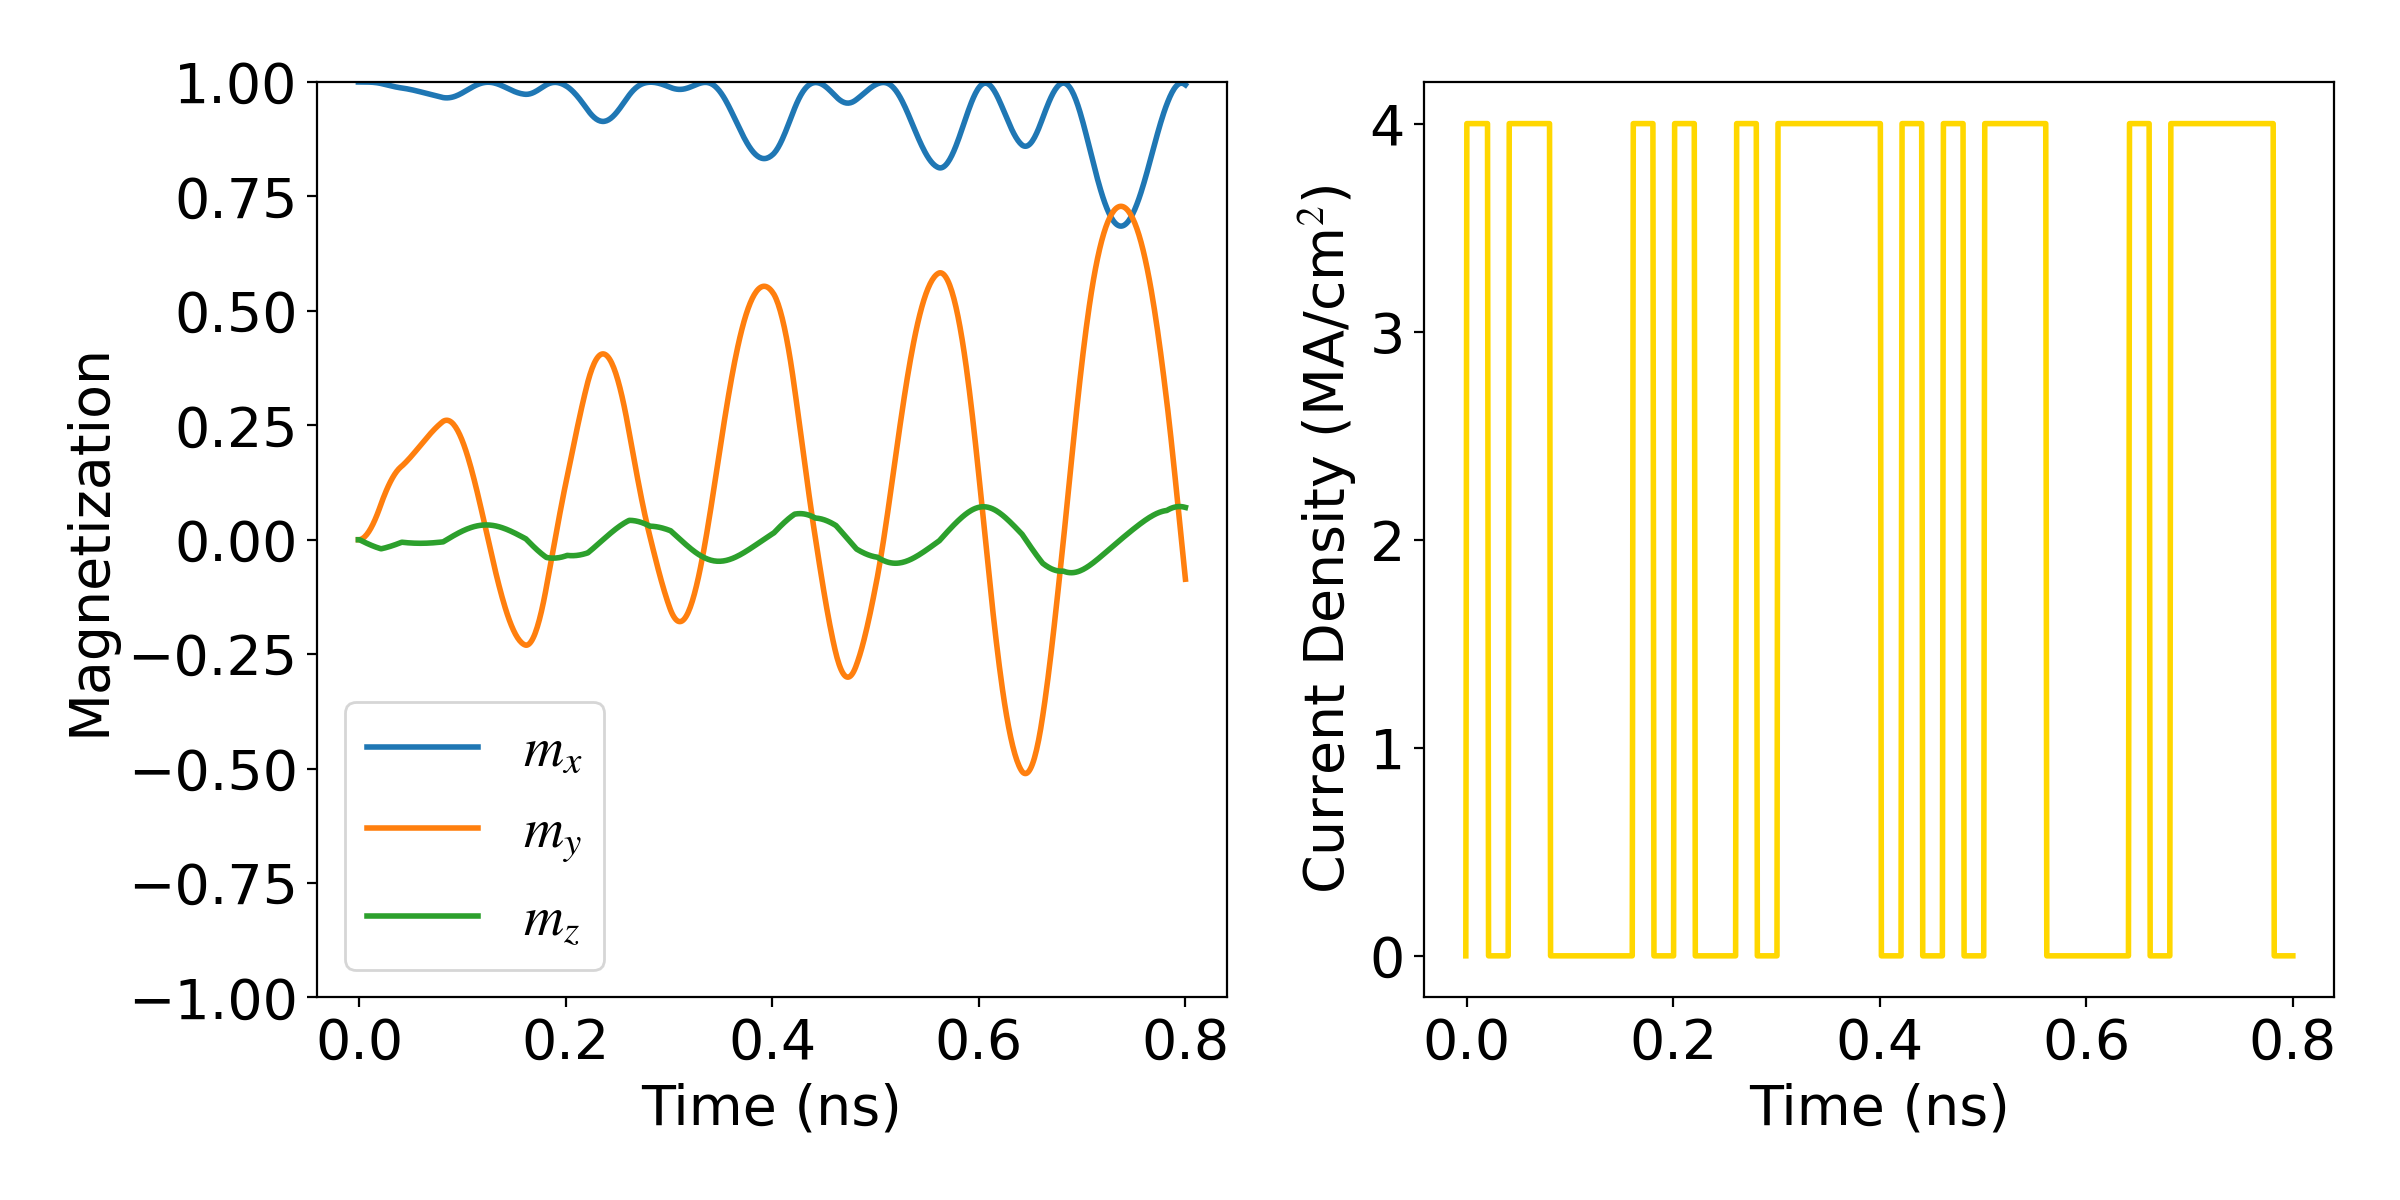 1.00
0.75
0.50
0.25
0.00
−0.25
−0.50
−0.75
−1.00
Magnetization
m_x
m_y
m_z
0.0 0.2 0.4 0.6 0.8
Time (ns)
4
3
2
1
0
Current Density (MA/cm²)
0.0 0.2 0.4 0.6 0.8
Time (ns)